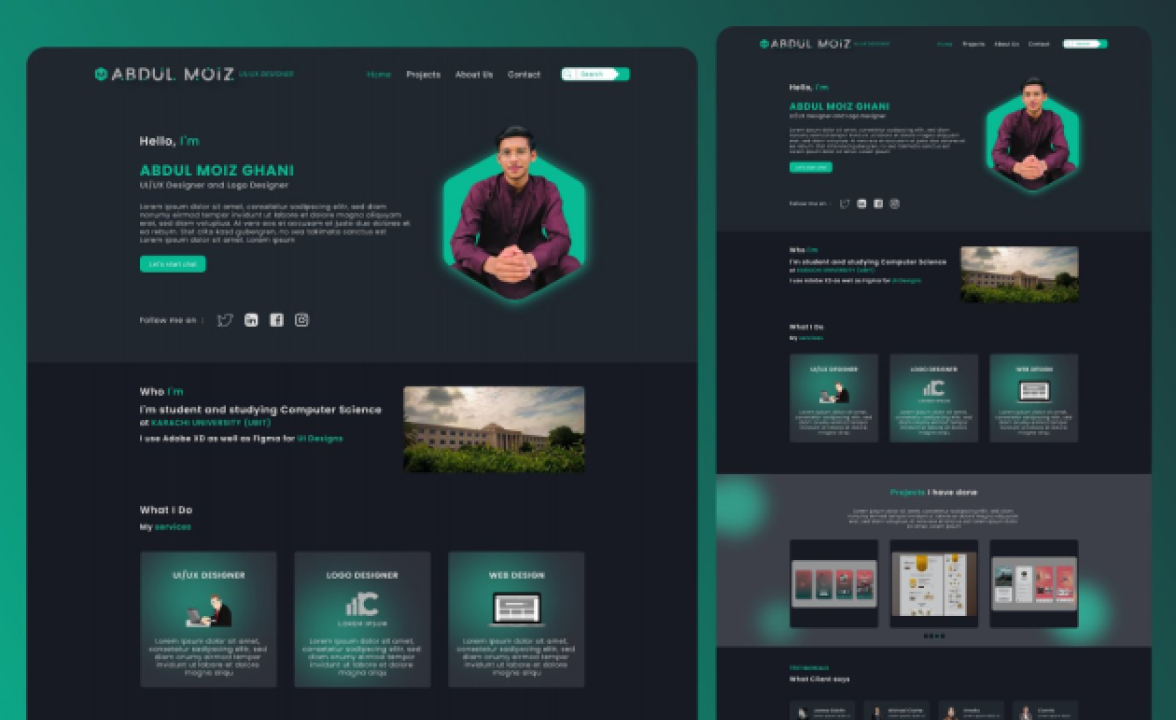 ABDUL MOIZ UI/UX DESIGNER
Home Projects About Us Contact Search
Hello, I'm
ABDUL MOIZ GHANI
UI/UX Designer and Logo Designer
Lorem ipsum dolor sit amet, consetetur sadipscing elitr, sed diam
nonumy eirmod tempor invidunt ut labore et dolore magna aliquyam
erat, sed diam voluptua. At vero eos et accusam et justo duo dolores et
ea rebum. Stet clita kasd gubergren, no sea takimata sanctus est
Lorem ipsum dolor sit amet. Lorem ipsum
Let's start chat
Follow me on :
Who I'm
I'm student and studying Computer Science
at KARACHI UNIVERSITY (UBIT)
I use Adobe XD as well as Figma for UI Designs
What I Do
My services
UI/UX DESIGNER
Lorem ipsum dolor sit amet,
consetetur sadipscing elitr, sed
diam onumy eirmod tempor
invidunt ut labore et dolore
magna aliqu
LOGO DESIGNER
LOREM IPSUM
Lorem ipsum dolor sit amet,
consetetur sadipscing elitr, sed
diam onumy eirmod tempor
invidunt ut labore et dolore
magna aliqu
WEB DESIGN
Lorem ipsum dolor sit amet,
consetetur sadipscing elitr, sed
diam onumy eirmod tempor
invidunt ut labore et dolore
magna aliqu
ABDUL MOIZ UI/UX DESIGNER
Home Projects About Us Contact
Hello, I'm
ABDUL MOIZ GHANI
UI/UX Designer and Logo Designer
Let's start chat
Follow me on :
Who I'm
I'm student and studying Computer Science
at KARACHI UNIVERSITY (UBIT)
I use Adobe XD as well as Figma for UI Designs
What I Do
My services
UI/UX DESIGNER
LOGO DESIGNER
WEB DESIGN
Projects I have done
TESTIMONIALS
What Client says